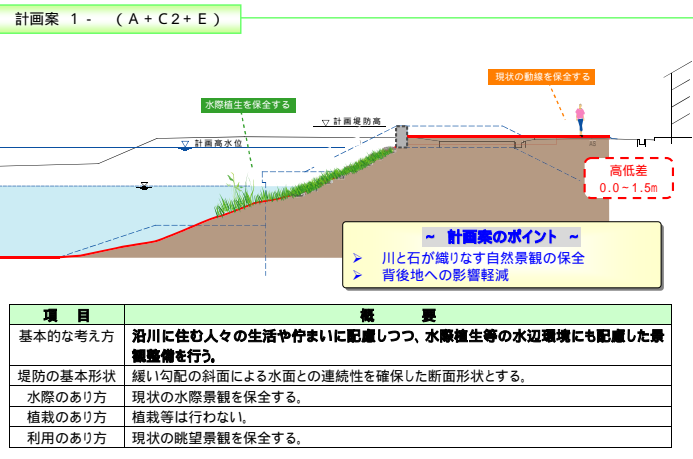 計画案 1- (A+C2+E)
現状の動線を保全する
水際植生を保全する
▽計画堤防高
計画高水位
高低差
0.0~1.5m
~ 計画案のポイント ~
➢ 川と石が織りなす自然景観の保全
➢ 背後地への影響軽減
項 目 概 要
基本的な考え方 沿川に住む人々の生活や佇まいに配慮しつつ、水際植生等の水辺環境にも配慮した景
観整備を行う。
堤防の基本形状 緩い勾配の斜面による水面との連続性を確保した断面形状とする。
水際のあり方 現状の水際景観を保全する。
植栽のあり方 植栽等は行わない。
利用のあり方 現状の眺望景観を保全する。